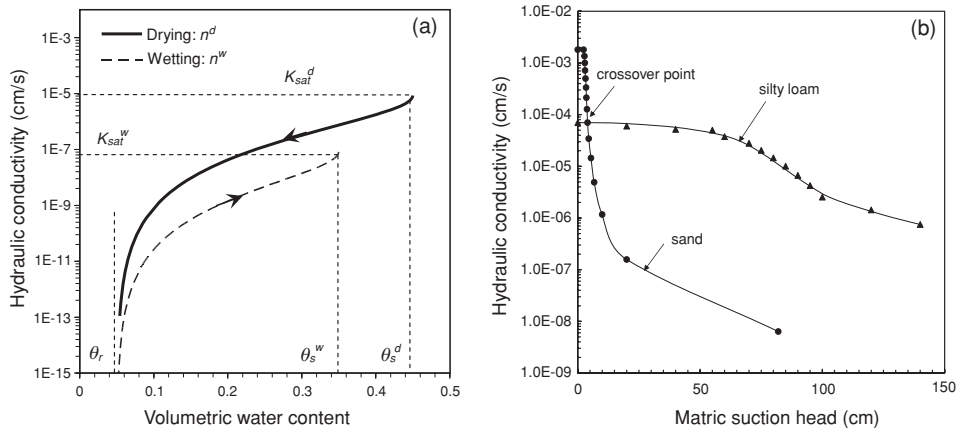 (a)
Drying: n^d
Wetting: n^w
K_sat^d
K_sat^w
θ_r
θ_s^w
θ_s^d
1E-3
1E-5
1E-7
1E-9
1E-11
1E-13
1E-15
0
0.1
0.2
0.3
0.4
0.5
Hydraulic conductivity (cm/s)
Volumetric water content
(b)
crossover point
silty loam
sand
1.0E-02
1.0E-03
1.0E-04
1.0E-05
1.0E-06
1.0E-07
1.0E-08
1.0E-09
0
50
100
150
Hydraulic conductivity (cm/s)
Matric suction head (cm)